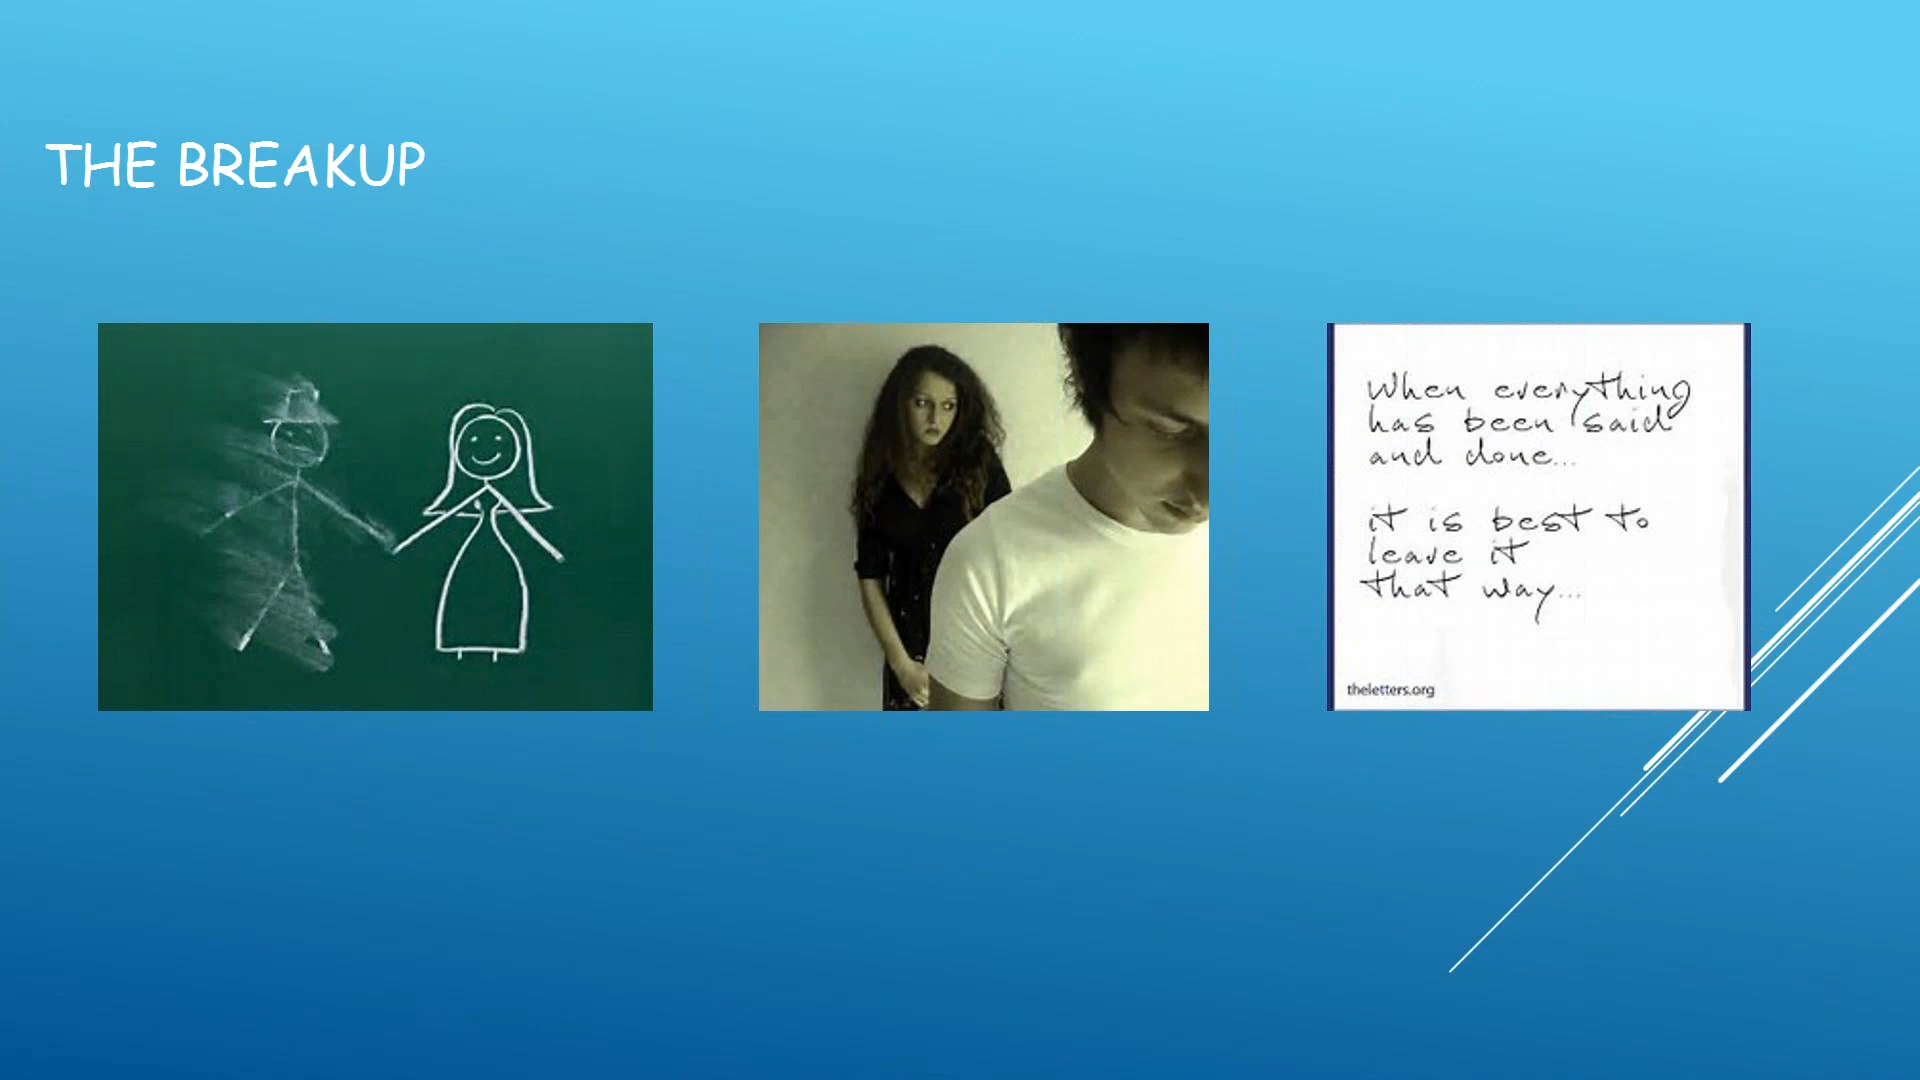 THE BREAKUP
When everything
has been said
and done...
it is best to
leave it
that way...
theletters.org